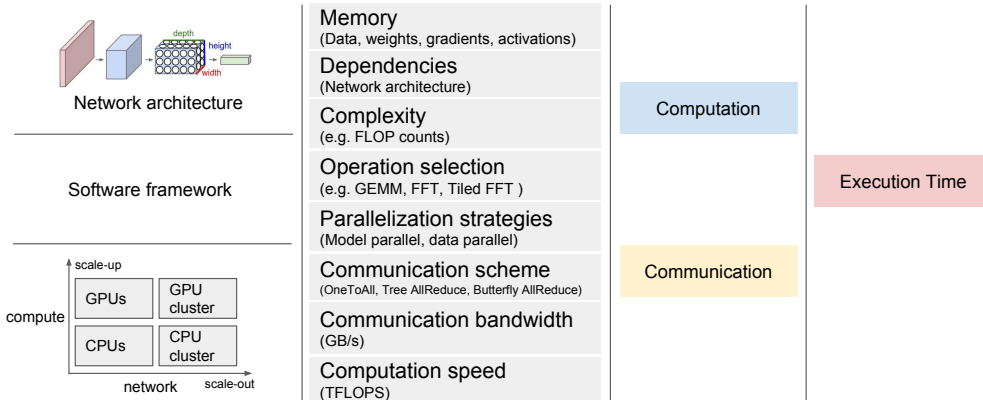 depth
height
width
Network architecture
Software framework
scale-up
compute
GPUs
GPU
cluster
CPUs
CPU
cluster
network
scale-out
Memory
(Data, weights, gradients, activations)
Dependencies
(Network architecture)
Complexity
(e.g. FLOP counts)
Operation selection
(e.g. GEMM, FFT, Tiled FFT )
Parallelization strategies
(Model parallel, data parallel)
Communication scheme
(OneToAll, Tree AllReduce, Butterfly AllReduce)
Communication bandwidth
(GB/s)
Computation speed
(TFLOPS)
Computation
Communication
Execution Time